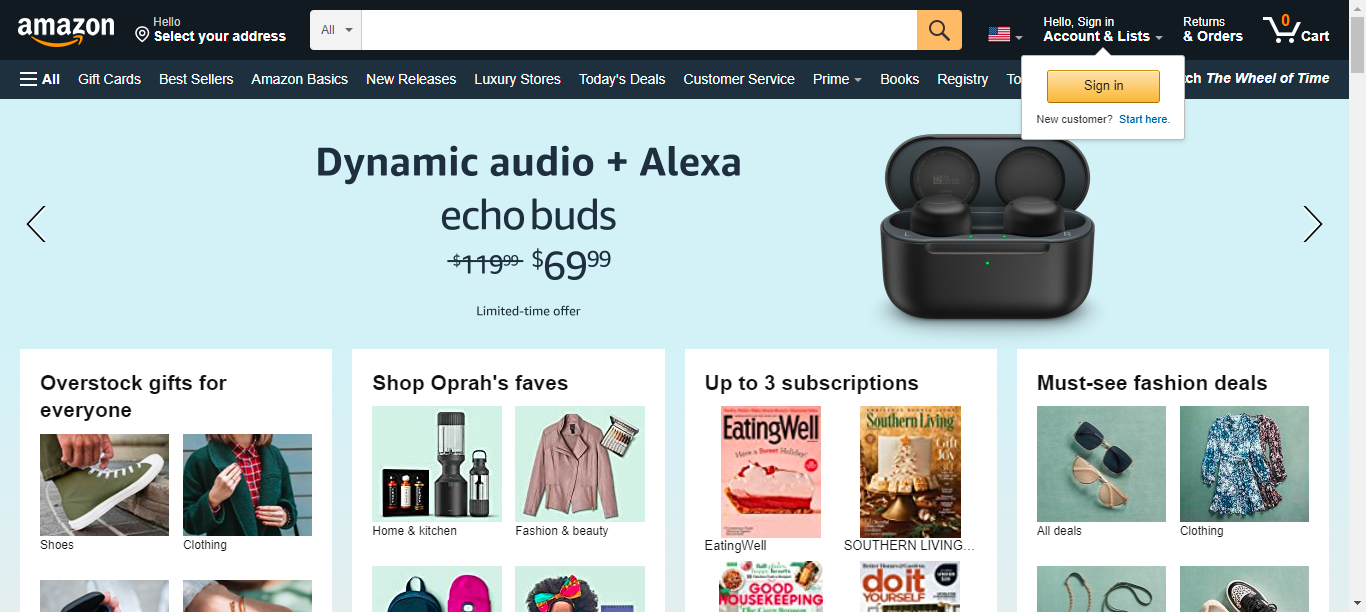 amazon
Hello
Select your address
All
Hello, Sign in
Account & Lists
Returns
& Orders
0
Cart
All
Gift Cards
Best Sellers
Amazon Basics
New Releases
Luxury Stores
Today's Deals
Customer Service
Prime
Books
Registry
To
ch The Wheel of Time
Sign in
New customer? Start here.
Dynamic audio + Alexa
echo buds
$119.99 $69.99
Limited-time offer
L
R
Overstock gifts for
everyone
Shoes
Clothing
Shop Oprah's faves
Home & kitchen
Fashion & beauty
Up to 3 subscriptions
EatingWell
Have a Sweet Holiday!
EatingWell
Southern Living
Gift
of
JOY
SOUTHERN LIVING...
GOOD
HOUSEKEEPING
Better Homes & Gardens
do it
YOURSELF
Must-see fashion deals
All deals
Clothing